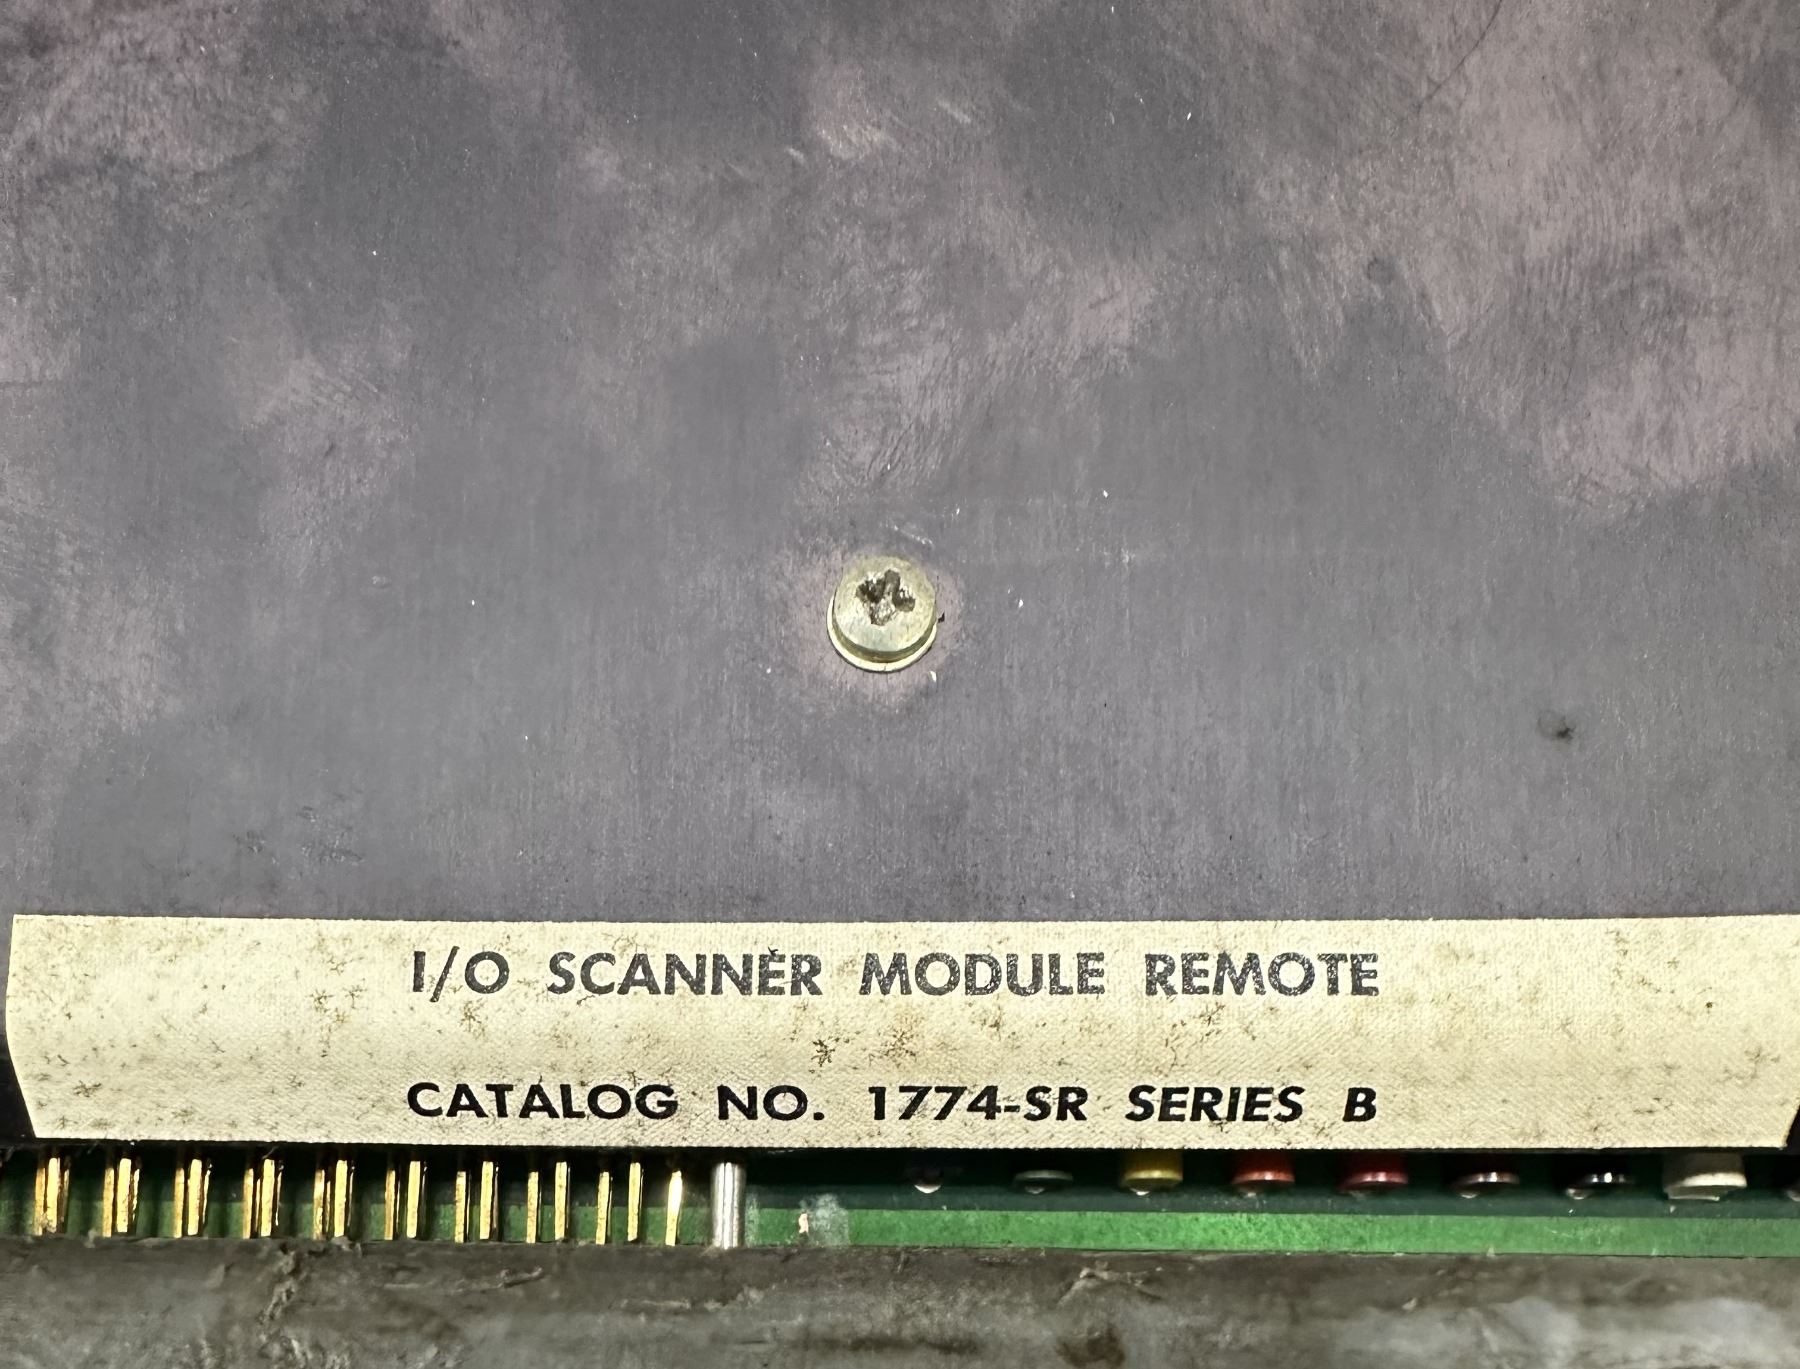 I/O SCANNER MODULE REMOTE
CATALOG NO. 1774-SR SERIES B